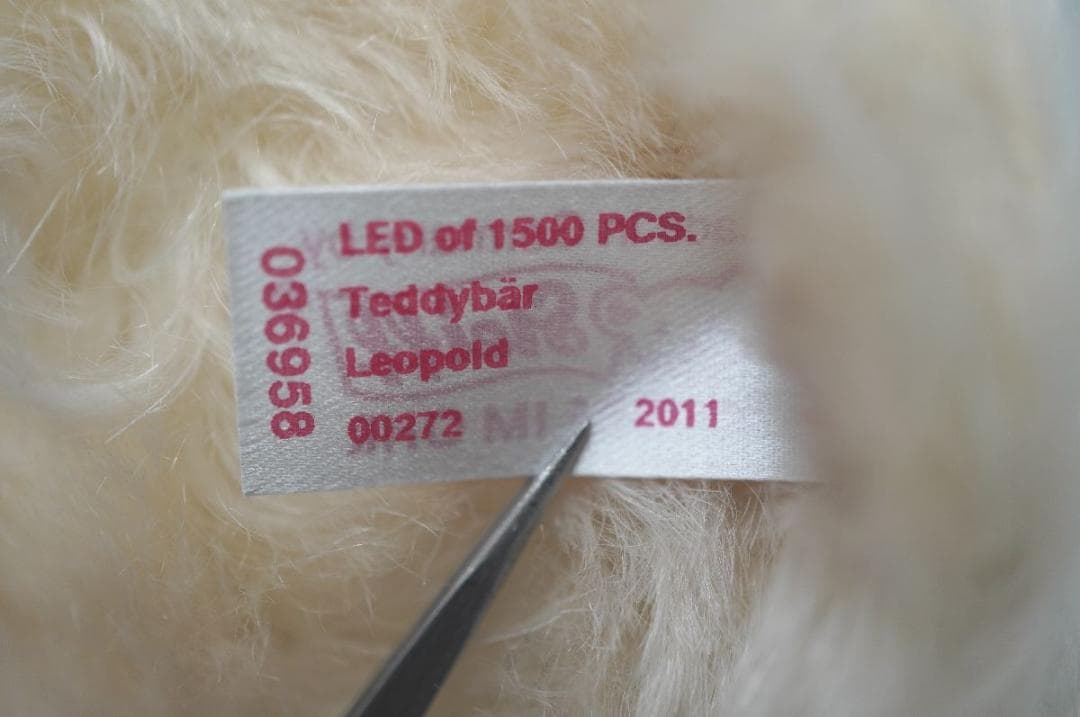 LED of 1500 PCS.
Teddybär
Leopold
00272 2011
036958